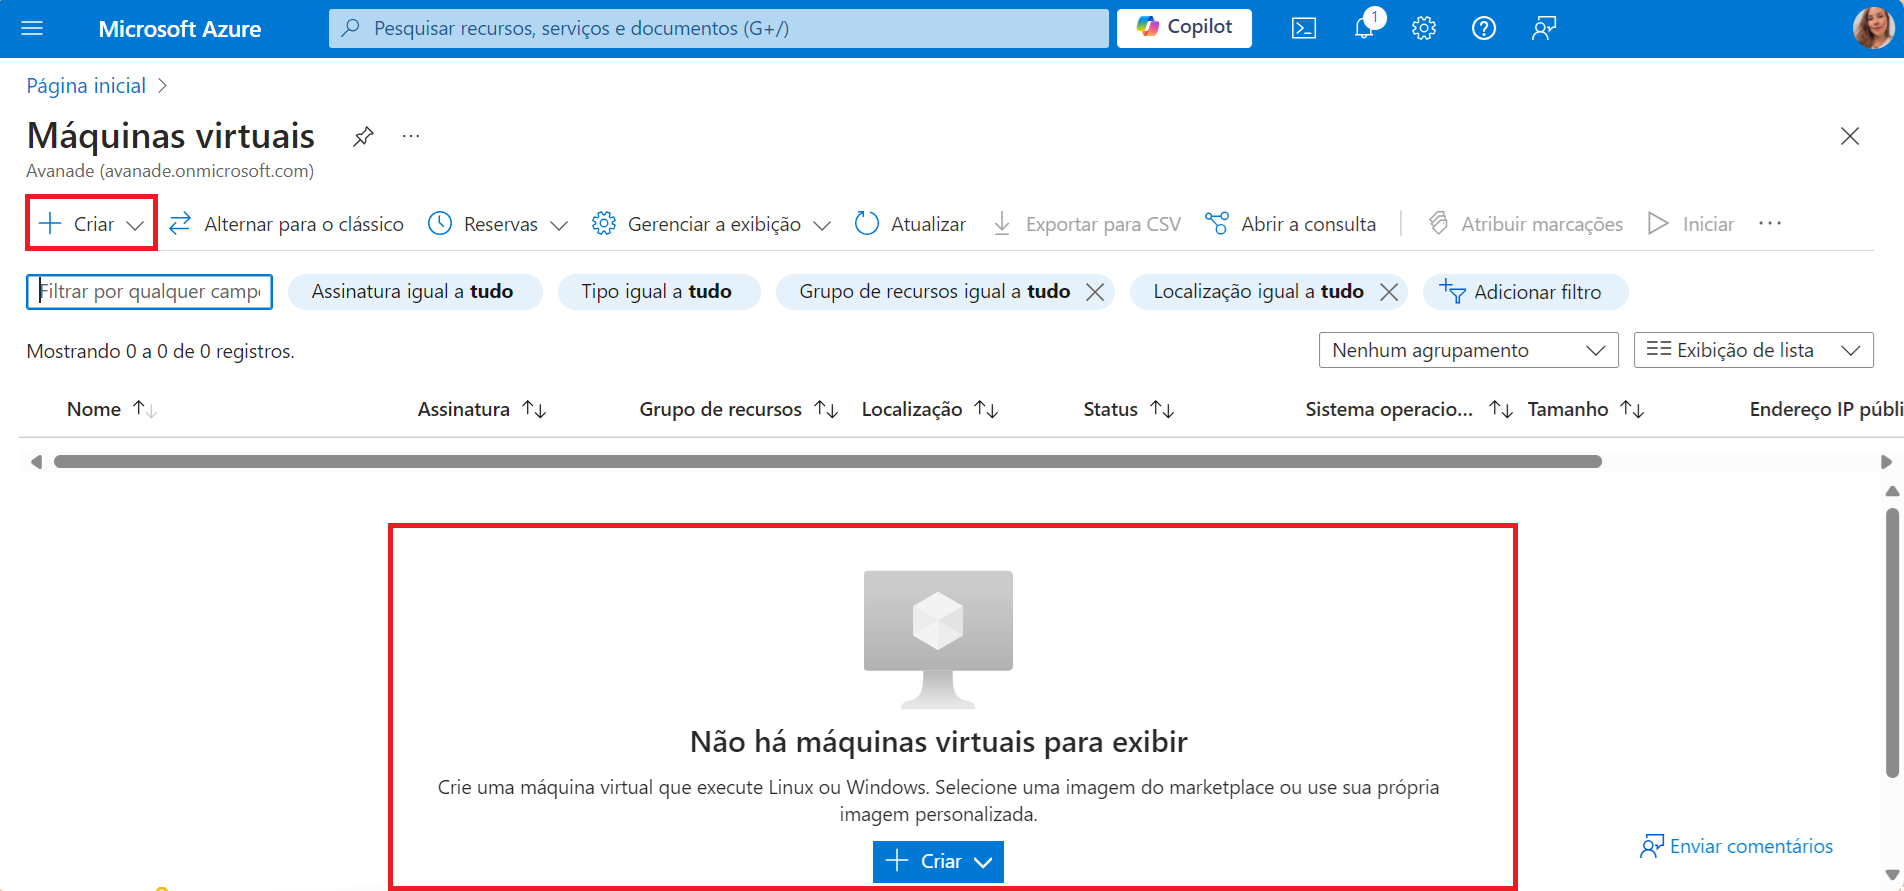 Microsoft Azure
Pesquisar recursos, serviços e documentos (G+/)
Copilot
1
Página inicial
Máquinas virtuais
Avanade (avanade.onmicrosoft.com)
Criar
Alternar para o clássico
Reservas
Gerenciar a exibição
Atualizar
Exportar para CSV
Abrir a consulta
Atribuir marcações
Iniciar
Filtrar por qualquer camp
Assinatura igual a tudo
Tipo igual a tudo
Grupo de recursos igual a tudo
Localização igual a tudo
Adicionar filtro
Mostrando 0 a 0 de 0 registros.
Nenhum agrupamento
Exibição de lista
Nome
Assinatura
Grupo de recursos
Localização
Status
Sistema operacio...
Tamanho
Endereço IP públi
Não há máquinas virtuais para exibir
Crie uma máquina virtual que execute Linux ou Windows. Selecione uma imagem do marketplace ou use sua própria
imagem personalizada.
Criar
Enviar comentários